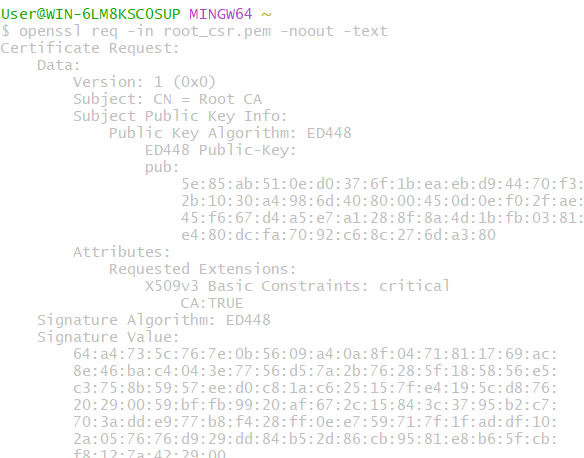 User@WIN-6LM8KSCOSUP MINGW64 ~
$ openssl req -in root_csr.pem -noout -text
Certificate Request:
    Data:
        Version: 1 (0x0)
        Subject: CN = Root CA
        Subject Public Key Info:
            Public Key Algorithm: ED448
                ED448 Public-Key:
                pub:
                    5e:85:ab:51:0e:d0:37:6f:1b:ea:eb:d9:44:70:f3:
                    2b:10:30:a4:98:6d:40:80:00:45:0d:0e:f0:2f:ae:
                    45:f6:67:d4:a5:e7:a1:28:8f:8a:4d:1b:fb:03:81:
                    e4:80:dc:fa:70:92:c6:8c:27:6d:a3:80
        Attributes:
            Requested Extensions:
                X509v3 Basic Constraints: critical
                    CA:TRUE
    Signature Algorithm: ED448
    Signature Value:
        64:a4:73:5c:76:7e:0b:56:09:a4:0a:8f:04:71:81:17:69:ac:
        8e:46:ba:c4:04:3e:77:56:d5:7a:2b:76:28:5f:18:58:56:e5:
        c3:75:8b:59:57:ee:d0:c8:1a:c6:25:15:7f:e4:19:5c:d8:76:
        20:29:00:59:bf:fb:99:20:af:67:2c:15:84:3c:37:95:b2:c7:
        70:3a:dd:e9:77:b8:f4:28:ff:0e:e7:59:71:7f:1f:ad:df:10:
        2a:05:76:76:d9:29:dd:84:b5:2d:86:cb:95:81:e8:b6:5f:cb:
        f8:12:7a:42:29:00